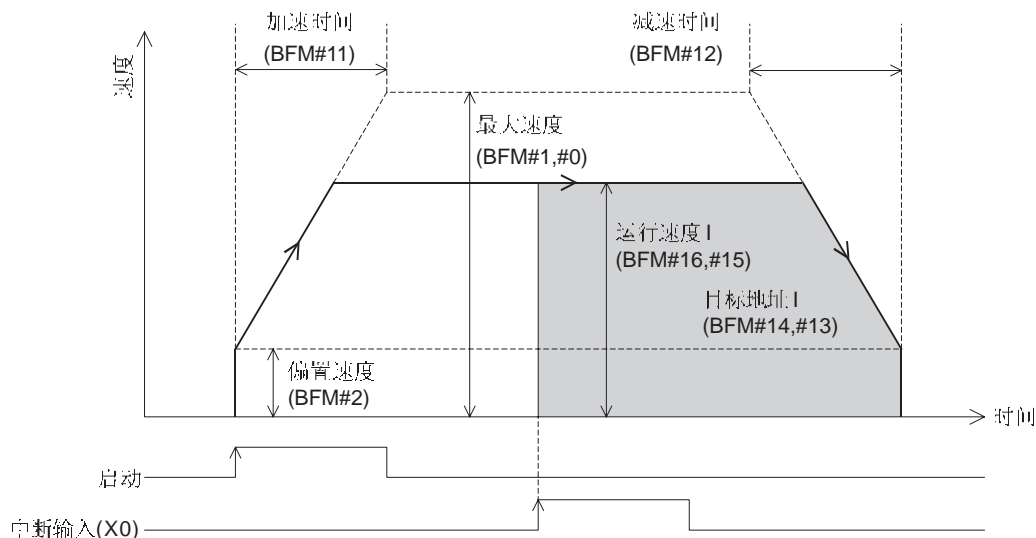 加速时间
(BFM#11)
减速时间
(BFM#12)
速度
最大速度
(BFM#1,#0)
运行速度 I
(BFM#16,#15)
目标地址 I
(BFM#14,#13)
偏置速度
(BFM#2)
时间
启动
中断输入(X0)